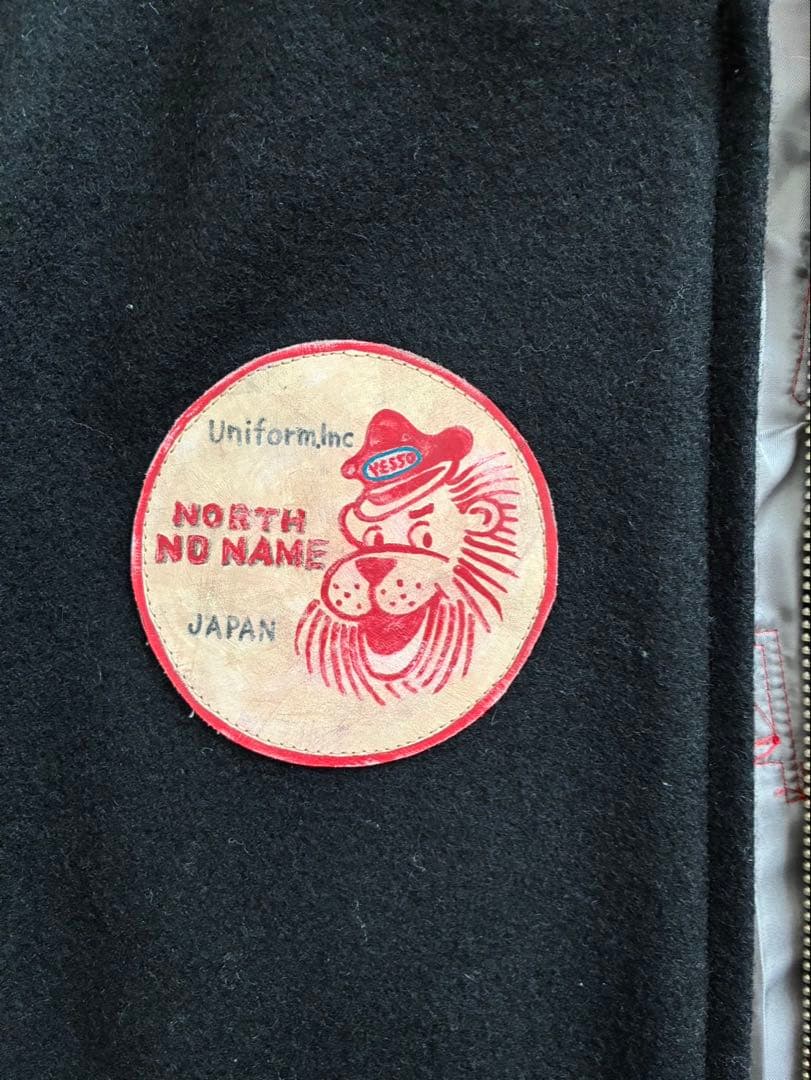 Uniform.Inc
YESSO
NORTH
NO NAME
JAPAN